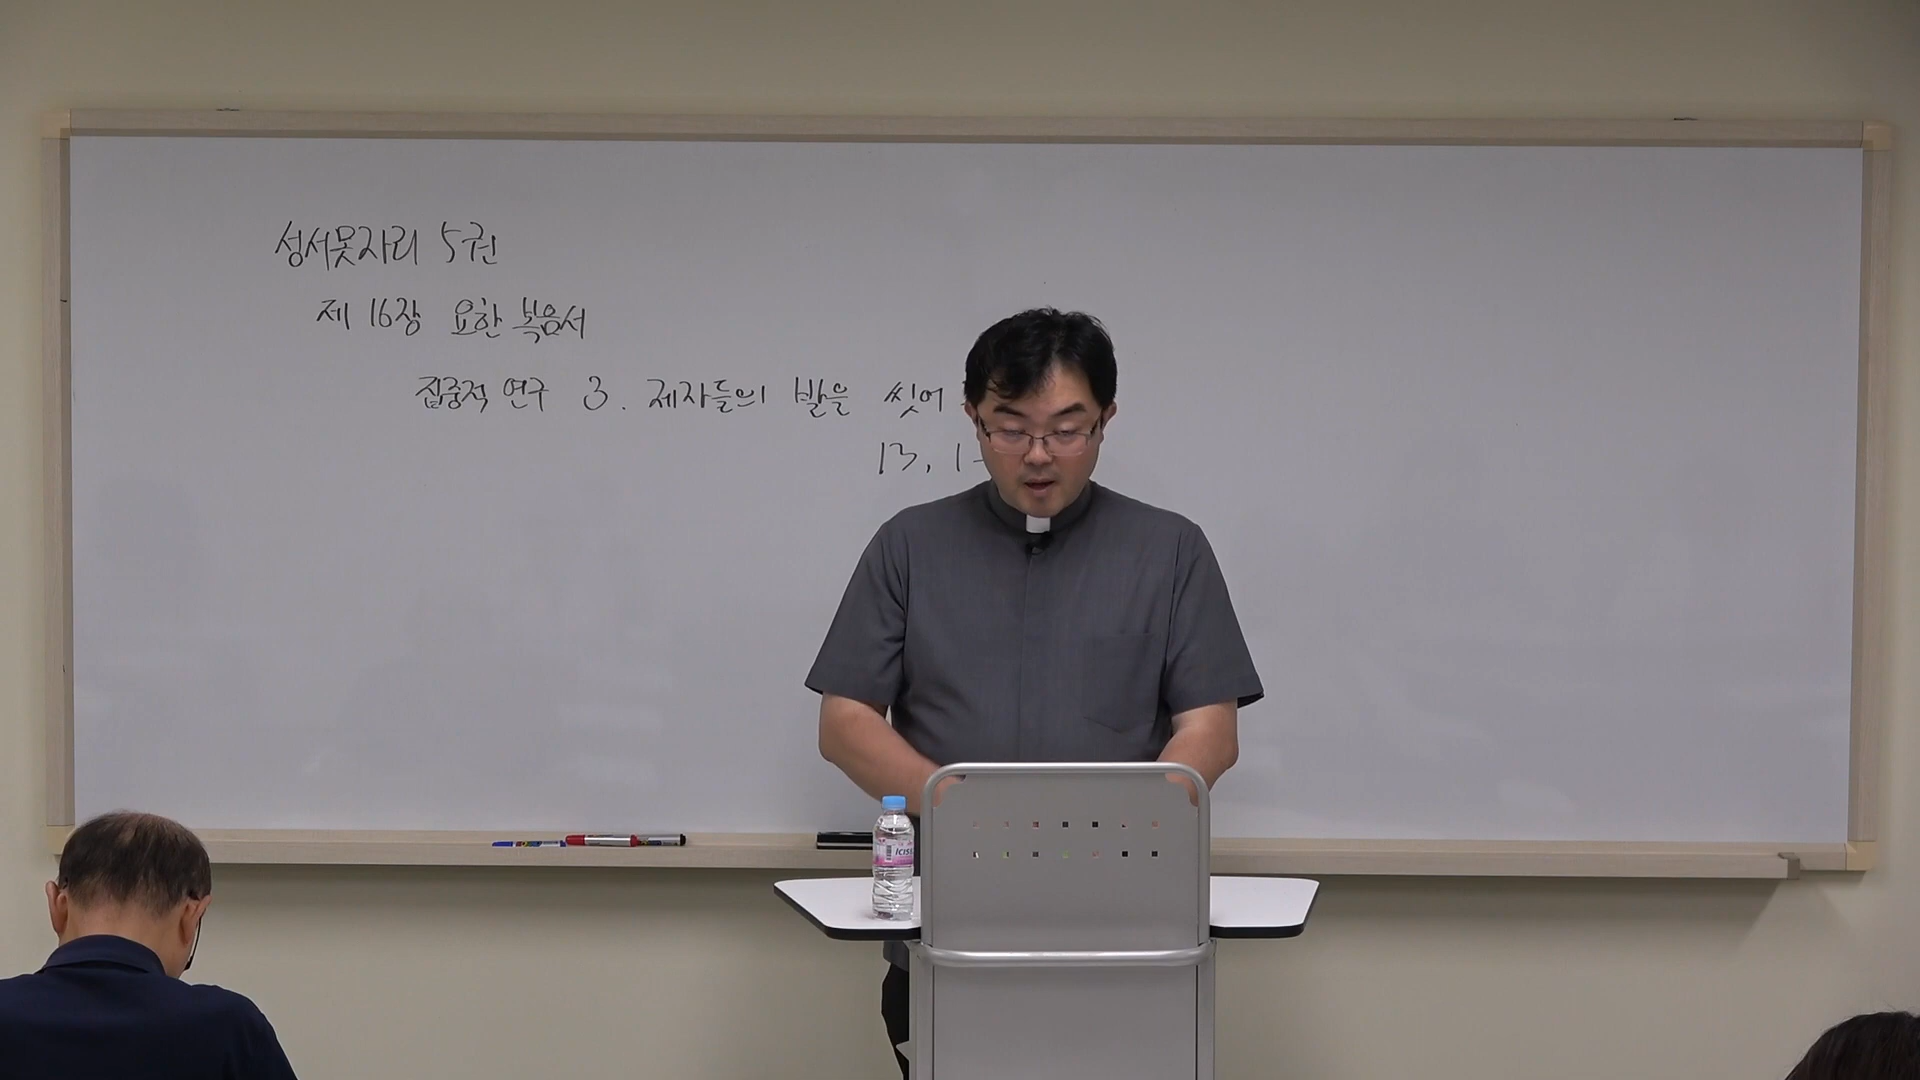 성서못자리 5권
제 16장 요한 복음서
집중적 연구 3. 제자들의 발을 씻어
13, 1-
icis